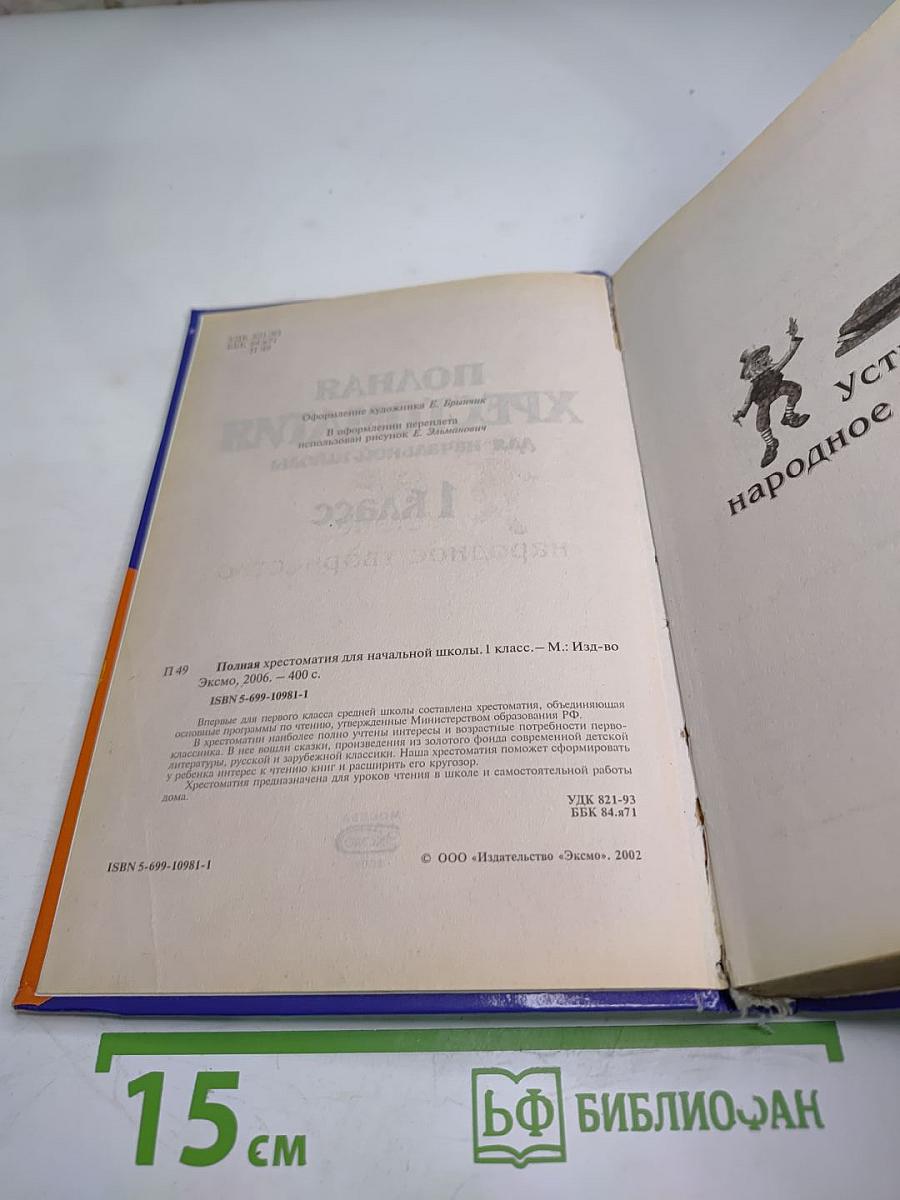 УДК 821-93
ББК 84.я71
П 49
Оформление художника Е. Брынчик
В оформлении переплета
использован рисунок Е. Эльманович
П 49 Полная хрестоматия для начальной школы. 1 класс.— М.: Изд-во
Эксмо, 2006. — 400 с.
ISBN 5-699-10981-1
Впервые для первого класса средней школы составлена хрестоматия, объединяющая
основные программы по чтению, утвержденные Министерством образования РФ.
В хрестоматии наиболее полно учтены интересы и возрастные потребности перво-
классника. В нее вошли сказки, произведения из золотого фонда современной детской
литературы, русской и зарубежной классики. Наша хрестоматия поможет сформировать
у ребенка интерес к чтению книг и расширить его кругозор.
Хрестоматия предназначена для уроков чтения в школе и самостоятельной работы
дома.
УДК 821-93
ББК 84.я71
ISBN 5-699-10981-1
© ООО «Издательство «Эксмо». 2002
народное
15 см
БФ БИБЛИОФАН